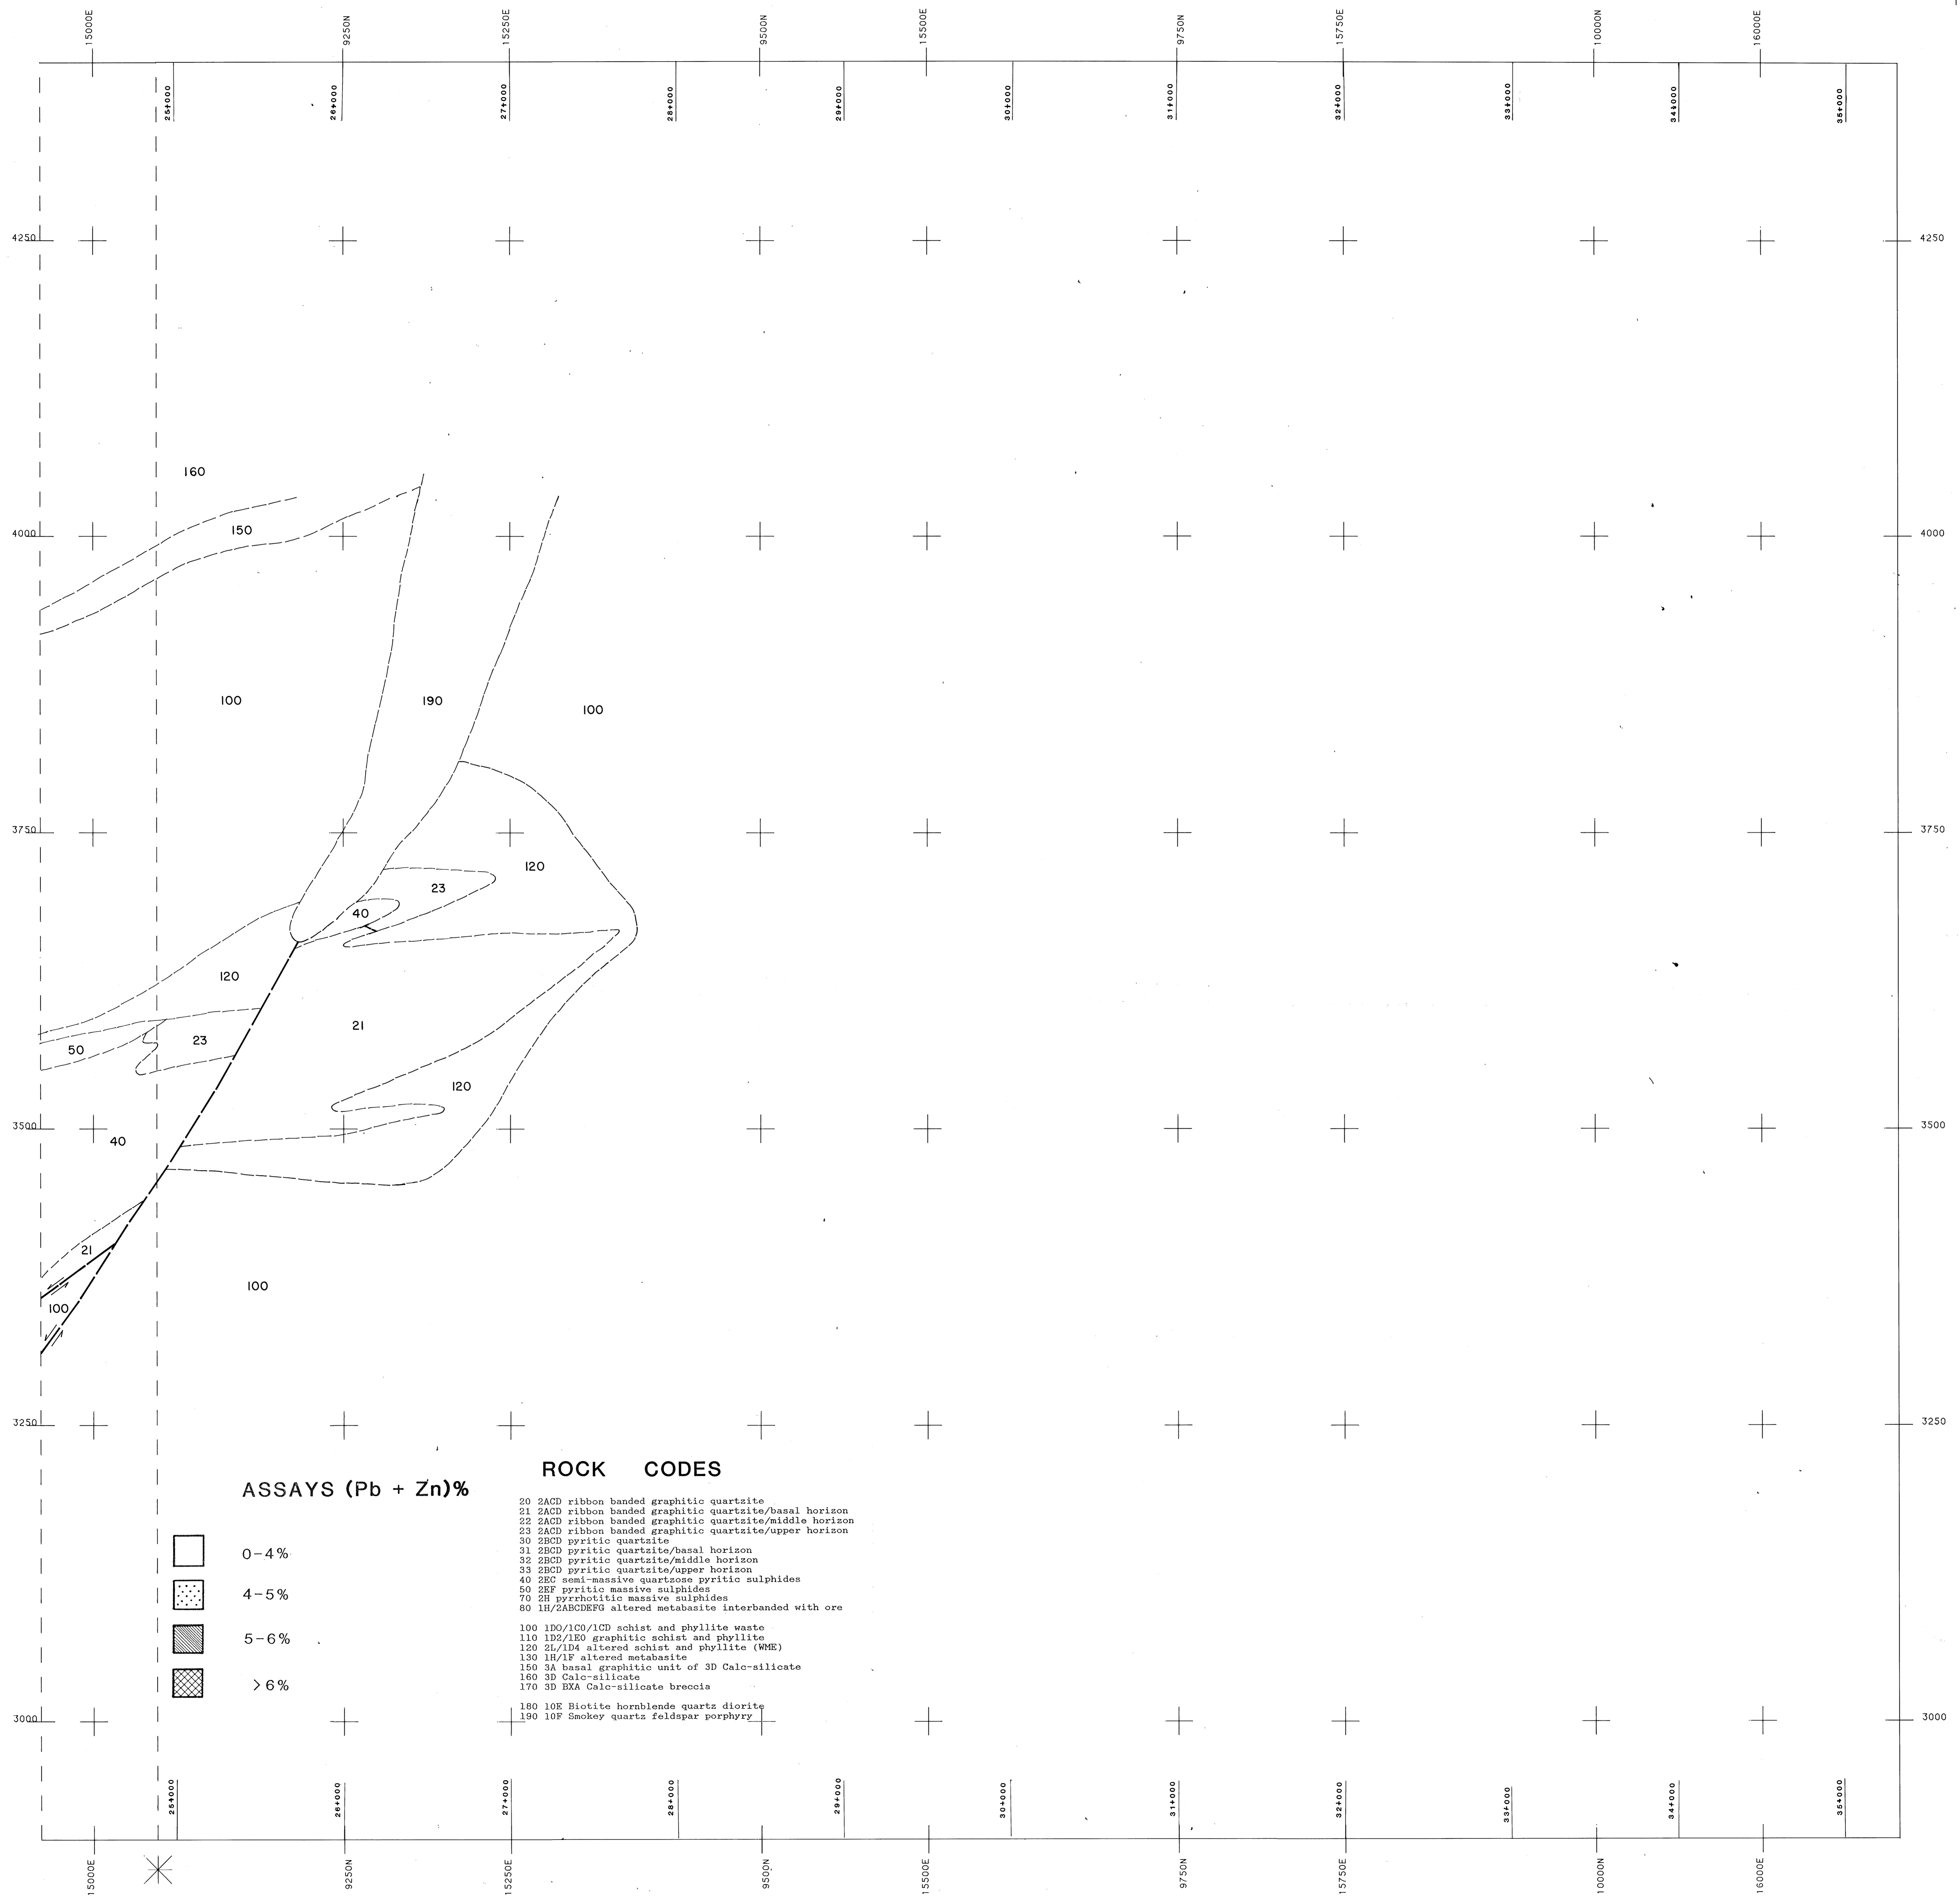 15000E 9250N 15250E 9500N 15500E 9750N 15750E 10000N 16000E
25+000 26+000 27+000 28+000 29+000 30+000 31+000 32+000 33+000 34+000 35+000
4250 4250
160
150
4000 4000
100 190 100
3750 3750
120
23
40
120
21
23
50
120
3500 3500
40
21
100
100
3250 3250
ASSAYS (Pb + Zn)%
0-4%
4-5%
5-6%
>6%
ROCK CODES
20 2ACD ribbon banded graphitic quartzite
21 2ACD ribbon banded graphitic quartzite/basal horizon
22 2ACD ribbon banded graphitic quartzite/middle horizon
23 2ACD ribbon banded graphitic quartzite/upper horizon
30 2BCD pyritic quartzite
31 2BCD pyritic quartzite/basal horizon
32 2BCD pyritic quartzite/middle horizon
33 2BCD pyritic quartzite/upper horizon
40 2EC semi-massive quartzose pyritic sulphides
50 2EF pyritic massive sulphides
70 2H pyrrhotitic massive sulphides
80 1H/2ABCDEFG altered metabasite interbanded with ore
100 1D0/1C0/1CD schist and phyllite waste
110 1D2/1E0 graphitic schist and phyllite
120 2L/1D4 altered schist and phyllite (WME)
130 1H/1F altered metabasite
150 3A basal graphitic unit of 3D Calc-silicate
160 3D Calc-silicate
170 3D BXA Calc-silicate breccia
180 10E Biotite hornblende quartz diorite
190 10F Smokey quartz feldspar porphyry
3000 3000
25+000 26+000 27+000 28+000 29+000 30+000 31+000 32+000 33+000 34+000 35+000
15000E 9250N 15250E 9500N 15500E 9750N 15750E 10000N 16000E